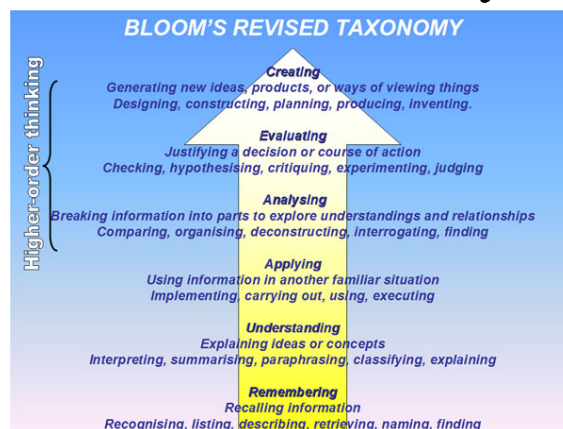 BLOOM'S REVISED TAXONOMY
Higher-order thinking
Creating
Generating new ideas, products, or ways of viewing things
Designing, constructing, planning, producing, inventing.
Evaluating
Justifying a decision or course of action
Checking, hypothesising, critiquing, experimenting, judging
Analysing
Breaking information into parts to explore understandings and relationships
Comparing, organising, deconstructing, interrogating, finding
Applying
Using information in another familiar situation
Implementing, carrying out, using, executing
Understanding
Explaining ideas or concepts
Interpreting, summarising, paraphrasing, classifying, explaining
Remembering
Recalling information
Recognising, listing, describing, retrieving, naming, finding